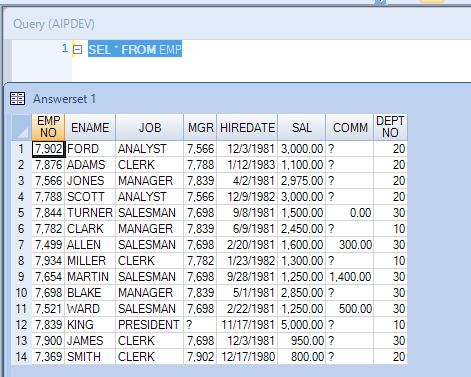 Query (AIPDEV)
1 SEL * FROM EMP
Answerset 1
EMP NO ENAME JOB MGR HIREDATE SAL COMM DEPT NO
1 7,902 FORD ANALYST 7,566 12/3/1981 3,000.00 ? 20
2 7,876 ADAMS CLERK 7,788 1/12/1983 1,100.00 ? 20
3 7,566 JONES MANAGER 7,839 4/2/1981 2,975.00 ? 20
4 7,788 SCOTT ANALYST 7,566 12/9/1982 3,000.00 ? 20
5 7,844 TURNER SALESMAN 7,698 9/8/1981 1,500.00 0.00 30
6 7,782 CLARK MANAGER 7,839 6/9/1981 2,450.00 ? 10
7 7,499 ALLEN SALESMAN 7,698 2/20/1981 1,600.00 300.00 30
8 7,934 MILLER CLERK 7,782 1/23/1982 1,300.00 ? 10
9 7,654 MARTIN SALESMAN 7,698 9/28/1981 1,250.00 1,400.00 30
10 7,698 BLAKE MANAGER 7,839 5/1/1981 2,850.00 ? 30
11 7,521 WARD SALESMAN 7,698 2/22/1981 1,250.00 500.00 30
12 7,839 KING PRESIDENT ? 11/17/1981 5,000.00 ? 10
13 7,900 JAMES CLERK 7,698 12/3/1981 950.00 ? 30
14 7,369 SMITH CLERK 7,902 12/17/1980 800.00 ? 20